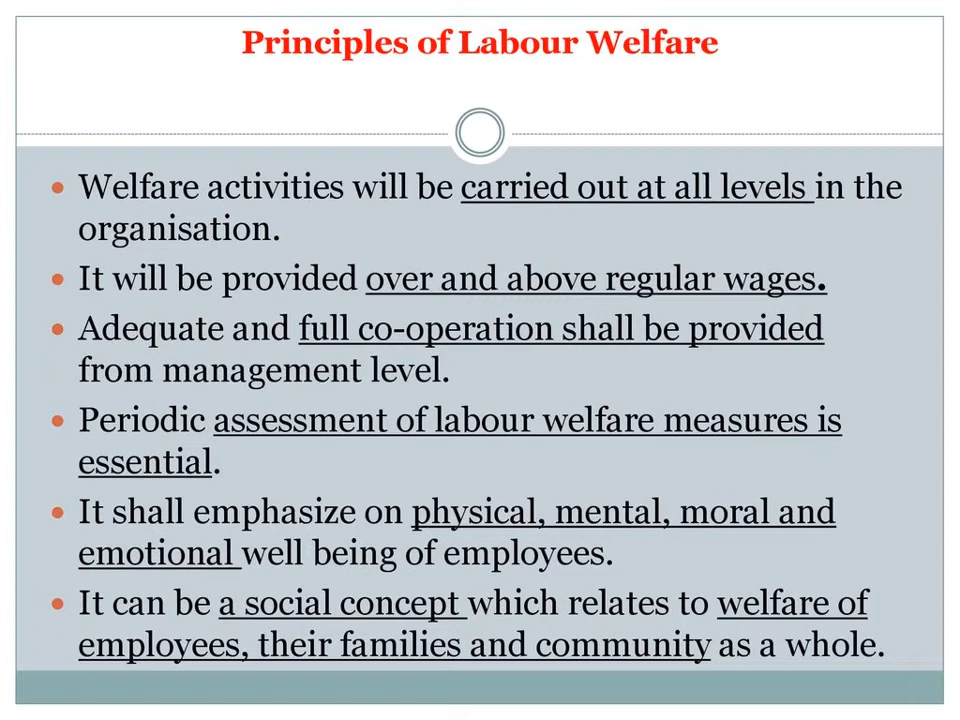 Principles of Labour Welfare
• Welfare activities will be carried out at all levels in the
organisation.
• It will be provided over and above regular wages.
• Adequate and full co-operation shall be provided
from management level.
• Periodic assessment of labour welfare measures is
essential.
• It shall emphasize on physical, mental, moral and
emotional well being of employees.
• It can be a social concept which relates to welfare of
employees, their families and community as a whole.